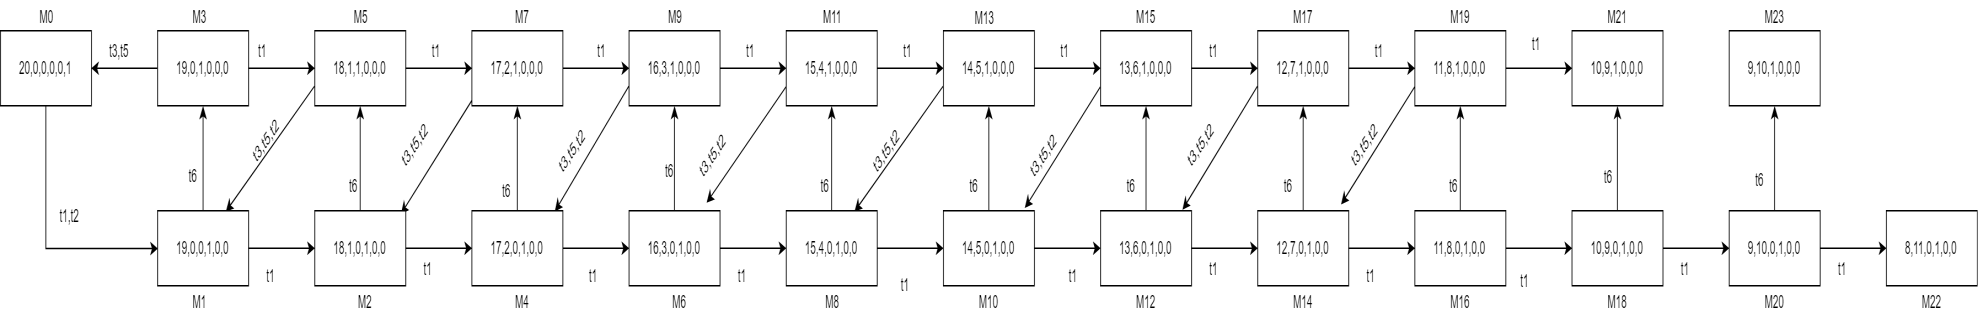 M0 M3 M5 M7 M9 M11 M13 M15 M17 M19 M21 M23
t3,t5 t1 t1 t1 t1 t1 t1 t1 t1 t1
20,0,0,0,0,1 19,0,1,0,0,0 18,1,1,0,0,0 17,2,1,0,0,0 16,3,1,0,0,0 15,4,1,0,0,0 14,5,1,0,0,0 13,6,1,0,0,0 12,7,1,0,0,0 11,8,1,0,0,0 10,9,1,0,0,0 9,10,1,0,0,0
t3,t5,t2 t3,t5,t2 t3,t5,t2 t3,t5,t2 t3,t5,t2 t3,t5,t2 t3,t5,t2 t3,t5,t2
t6 t6 t6 t6 t6 t6 t6 t6 t6 t6 t6
t1,t2
19,0,0,1,0,0 18,1,0,1,0,0 17,2,0,1,0,0 16,3,0,1,0,0 15,4,0,1,0,0 14,5,0,1,0,0 13,6,0,1,0,0 12,7,0,1,0,0 11,8,0,1,0,0 10,9,0,1,0,0 9,10,0,1,0,0 8,11,0,1,0,0
t1 t1 t1 t1 t1 t1 t1 t1 t1 t1 t1
M1 M2 M4 M6 M8 M10 M12 M14 M16 M18 M20 M22